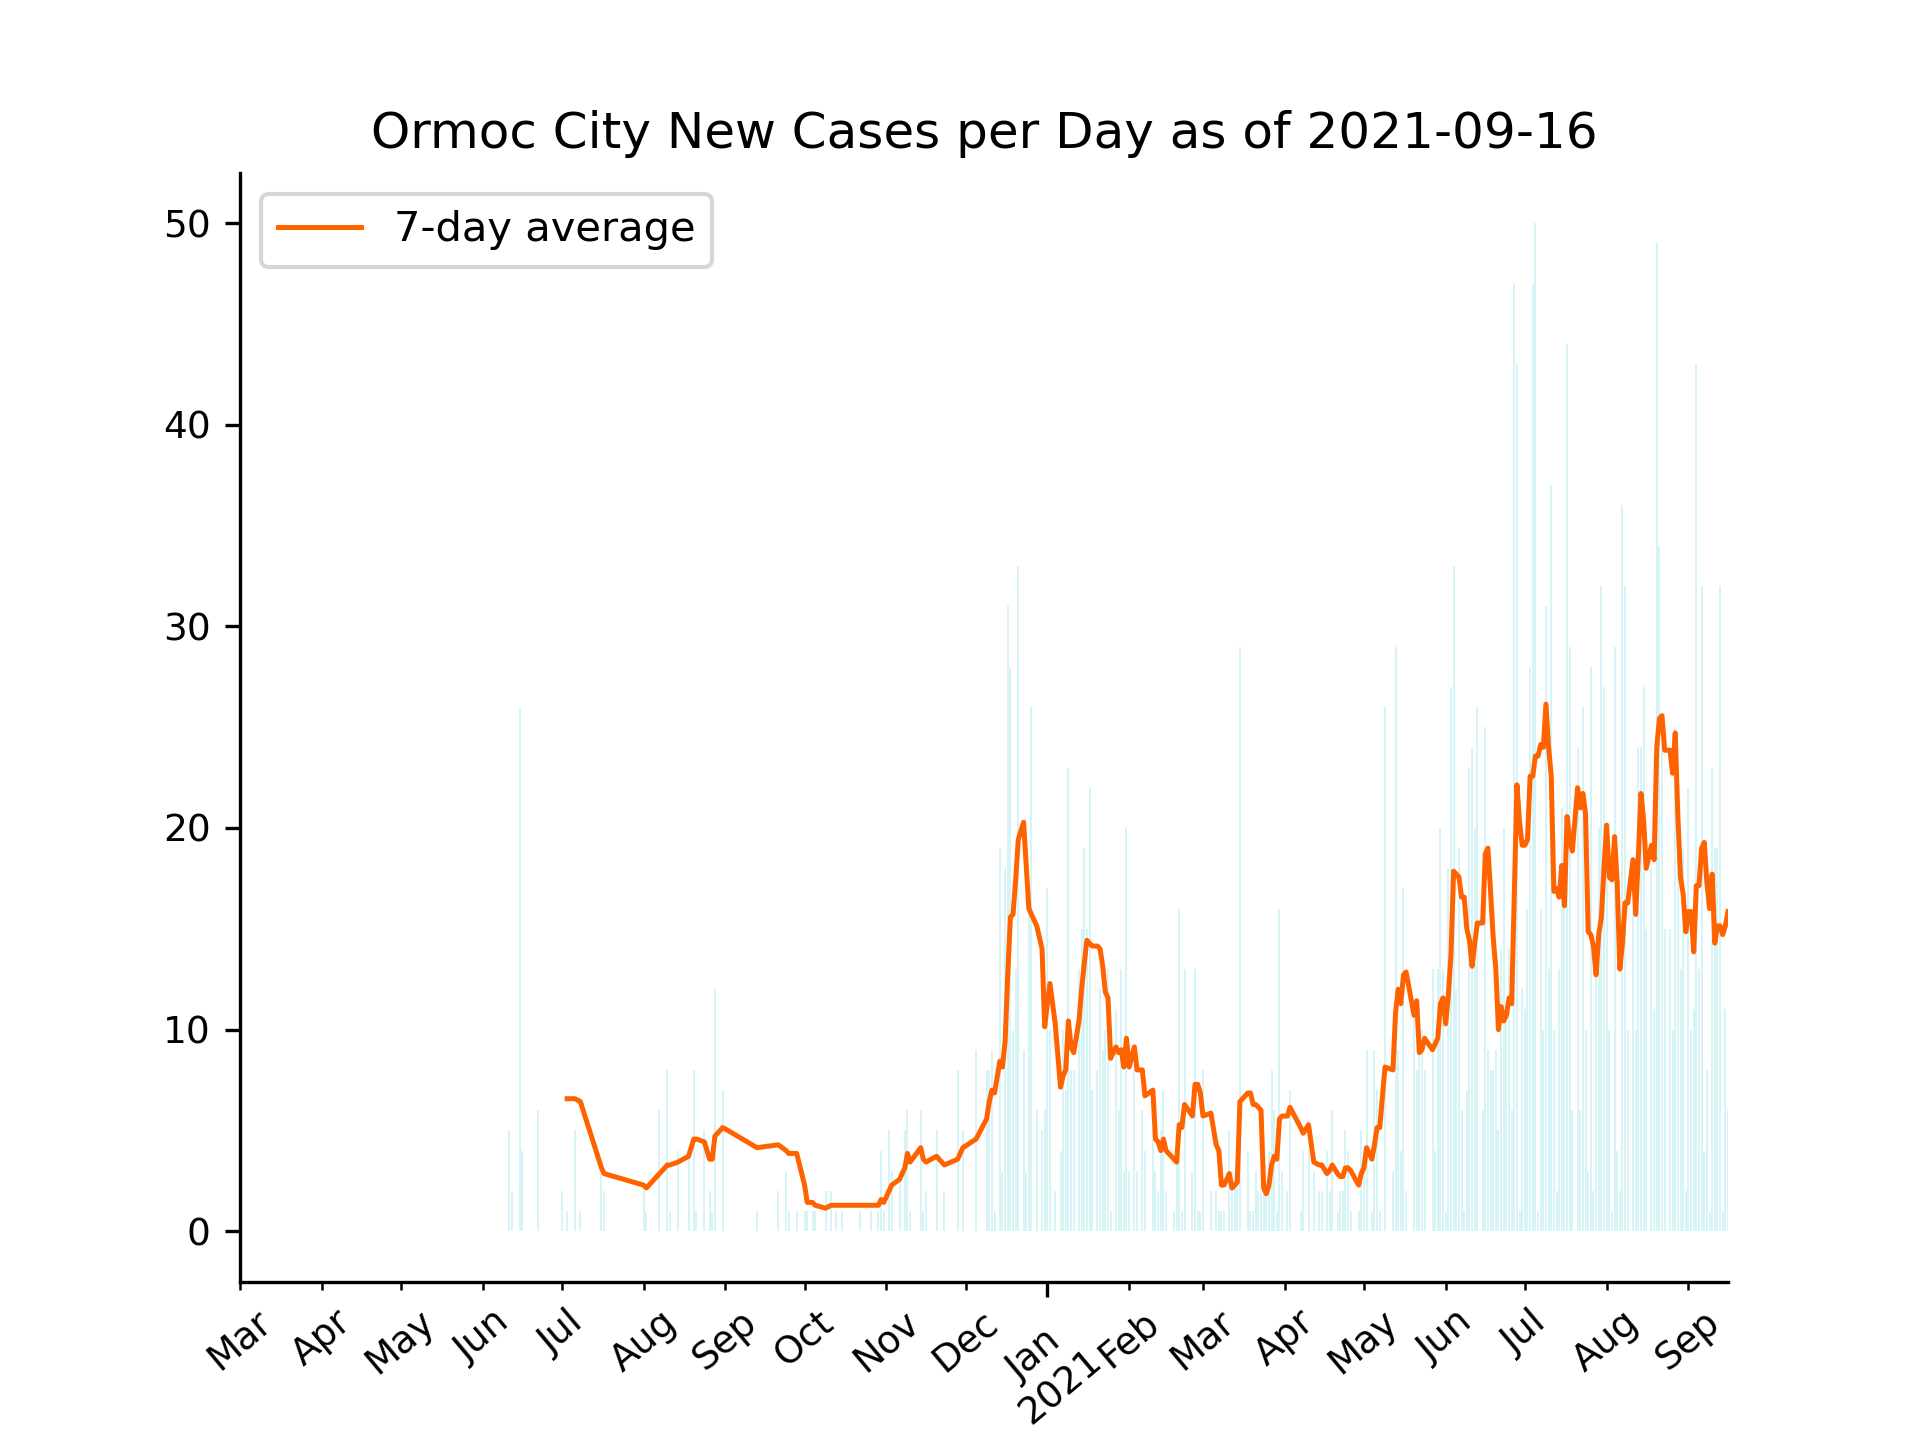 Ormoc City New Cases per Day as of 2021-09-16
7-day average
50
40
30
20
10
0
Mar Apr May Jun Jul Aug Sep Oct Nov Dec Jan Feb Mar Apr May Jun Jul Aug Sep
2021